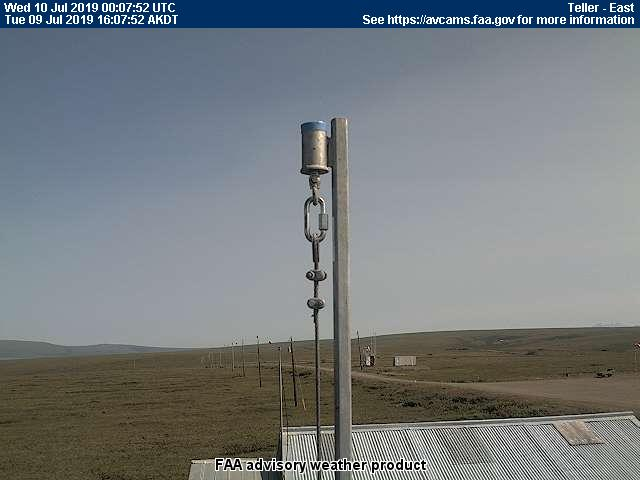 Wed 10 Jul 2019 00:07:52 UTC
Teller - East
Tue 09 Jul 2019 16:07:52 AKDT
See https://avcams.faa.gov for more information
FAA advisory weather product